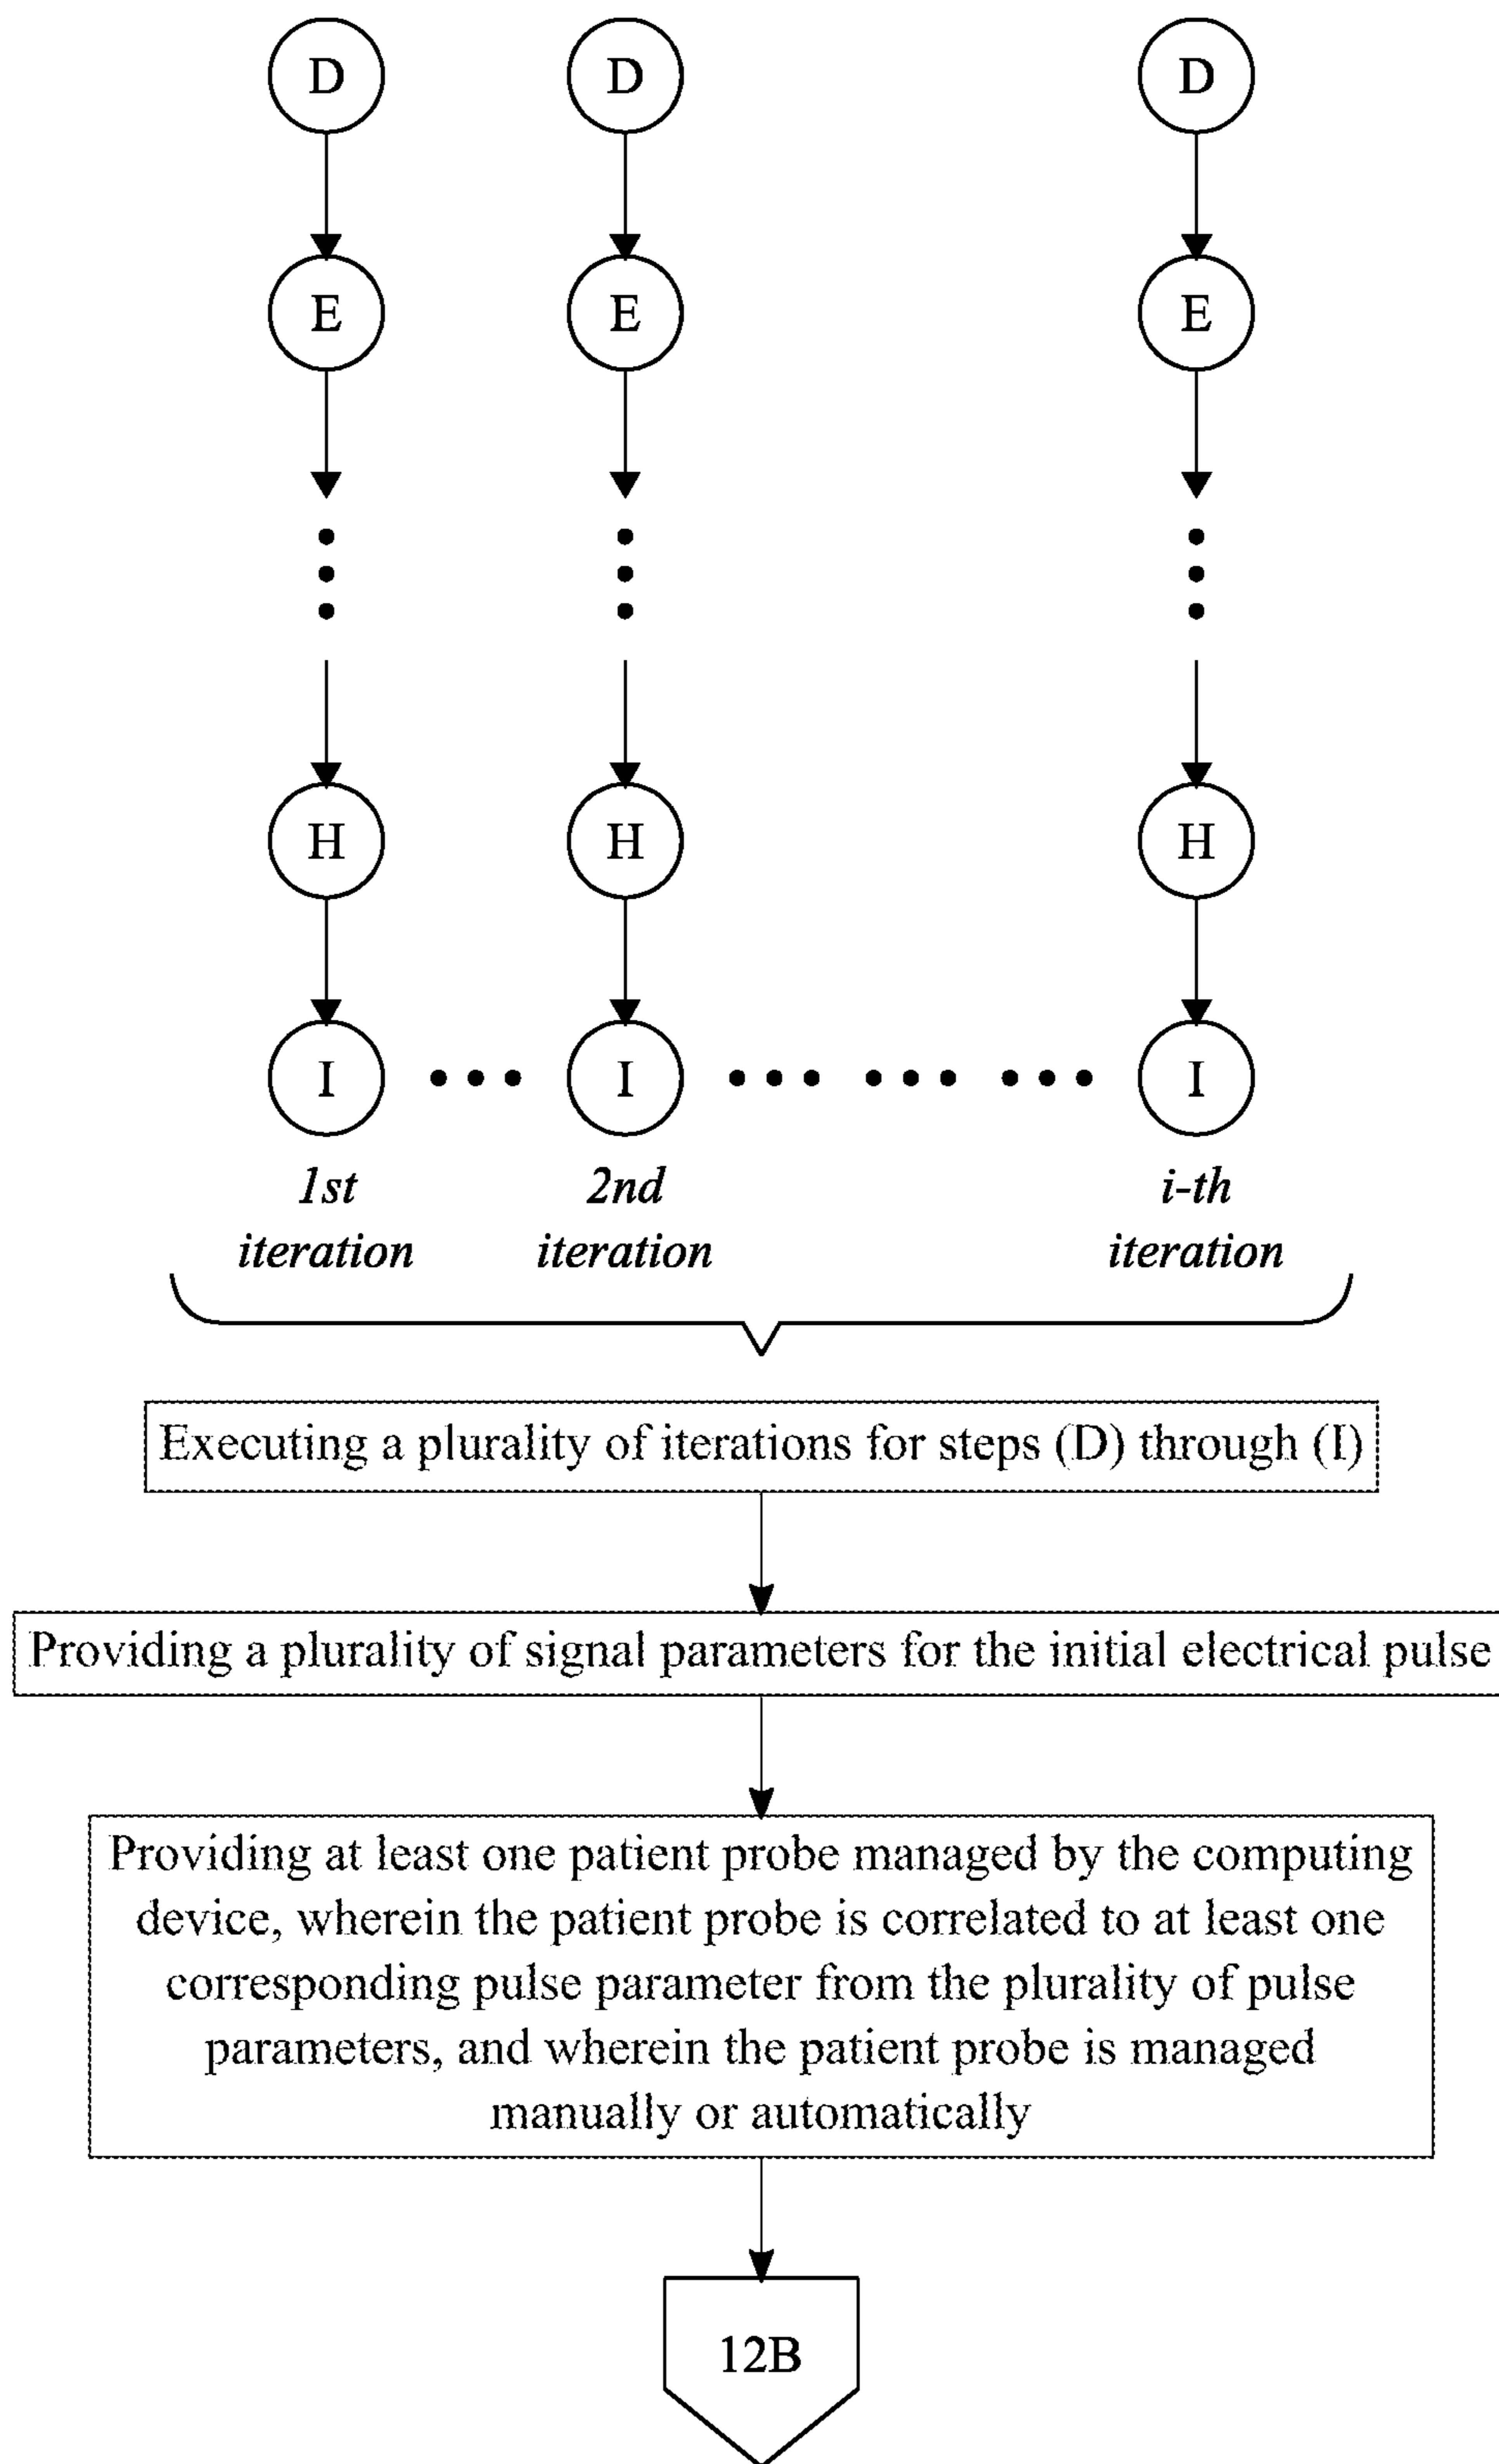 D D D
E E E
H H H
I I I
1st 2nd i-th
iteration iteration iteration
Executing a plurality of iterations for steps (D) through (I)
Providing a plurality of signal parameters for the initial electrical pulse
Providing at least one patient probe managed by the computing
device, wherein the patient probe is correlated to at least one
corresponding pulse parameter from the plurality of pulse
parameters, and wherein the patient probe is managed
manually or automatically
12B